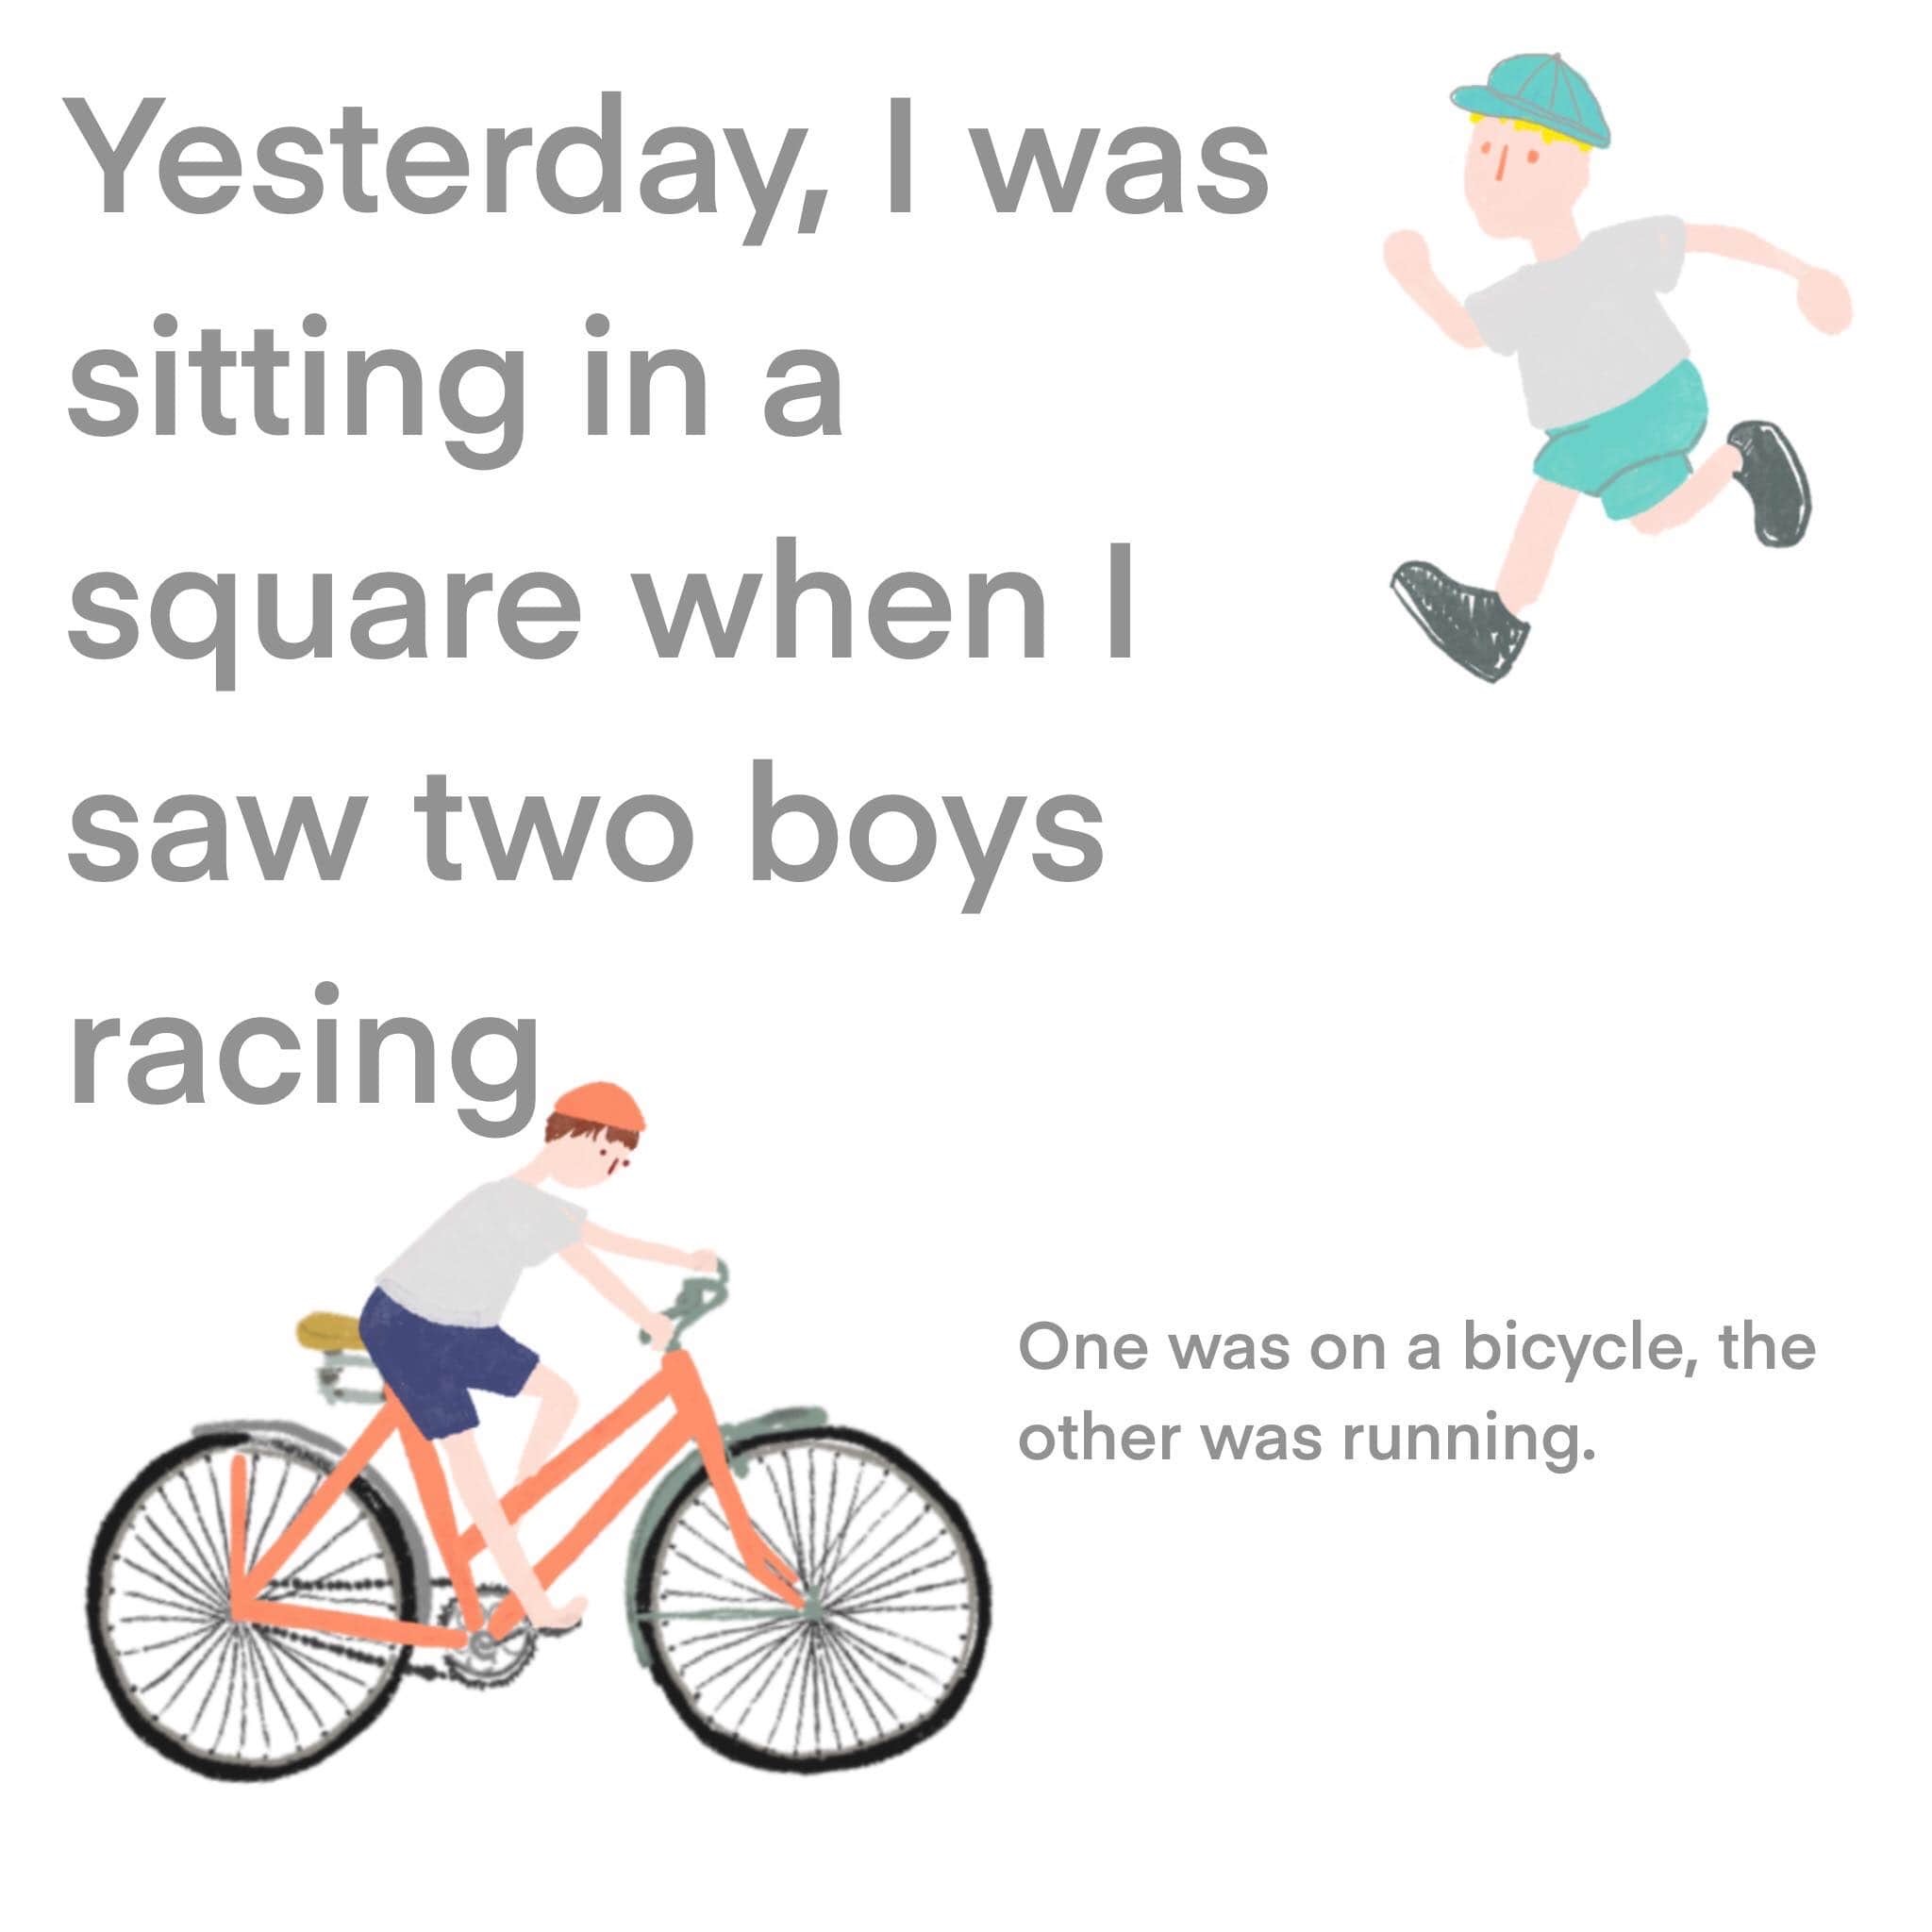 Yesterday, I was
sitting in a
square when I
saw two boys
racing
One was on a bicycle, the
other was running.